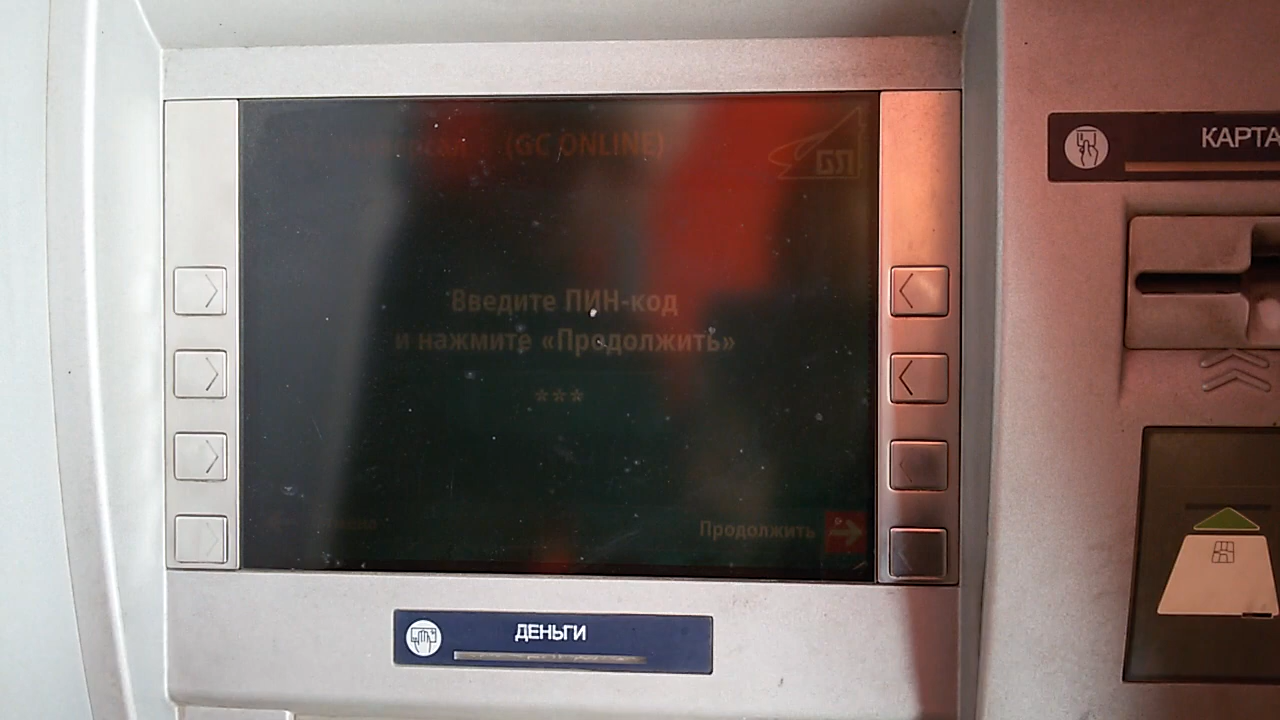 (GC ONLINE)
БЛ
Введите ПИН-код
и нажмите «Продолжить»
***
Продолжить
КАРТА
ДЕНЬГИ